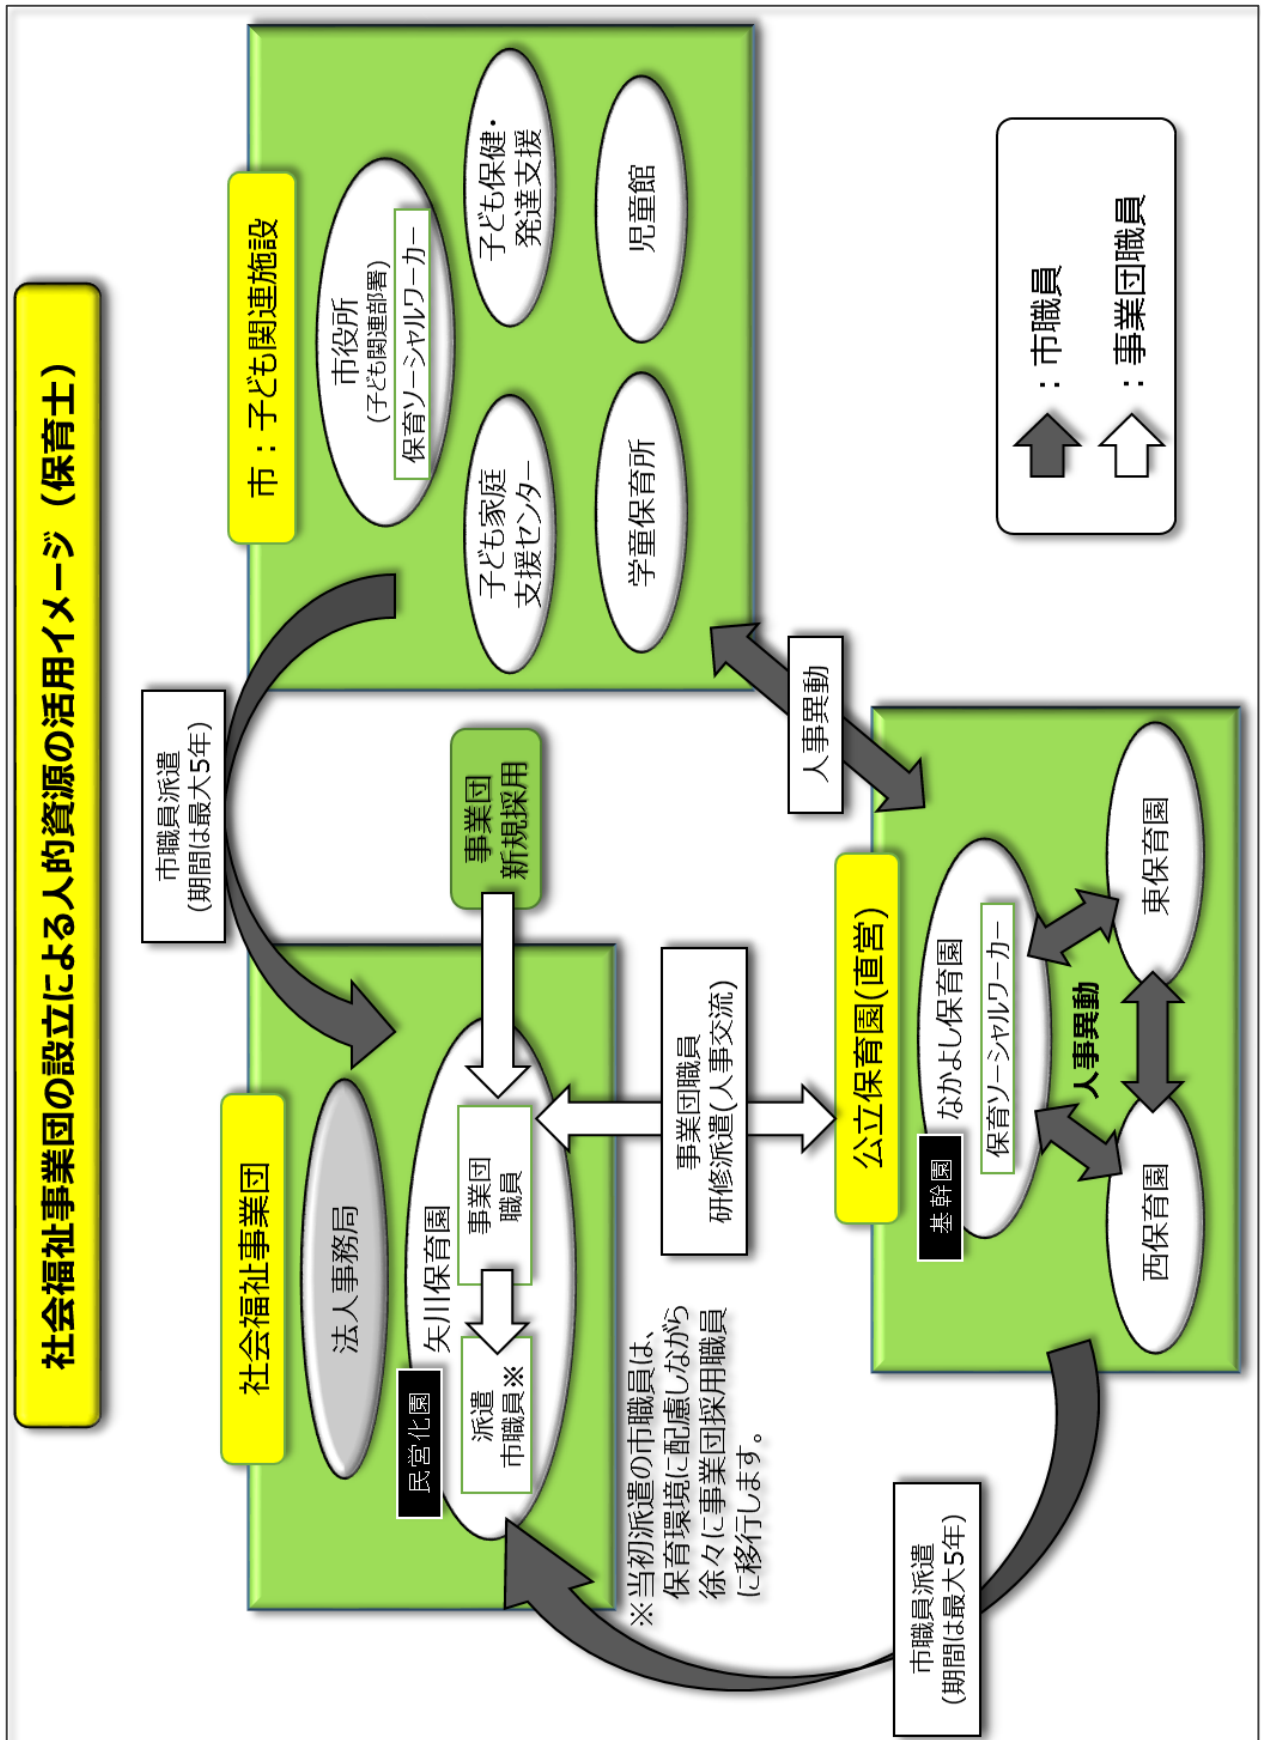 社会福祉事業団の設立による人的資源の活用イメージ（保育士）
社会福祉事業団
法人事務局
民営化園
矢川保育園
派遣
市職員※
事業団
職員
事業団
新規採用
市職員派遣
(期間は最大5年)
市：子ども関連施設
市役所
(子ども関連部署)
保育ソーシャルワーカー
子ども家庭
支援センター
子ども保健・
発達支援
学童保育所
児童館
※当初派遣の市職員は、
保育環境に配慮しながら
徐々に事業団採用職員
に移行します。
事業団職員
研修派遣(人事交流)
人事異動
市職員派遣
(期間は最大5年)
公立保育園(直営)
基幹園
なかよし保育園
保育ソーシャルワーカー
人事異動
西保育園
東保育園
：市職員
：事業団職員